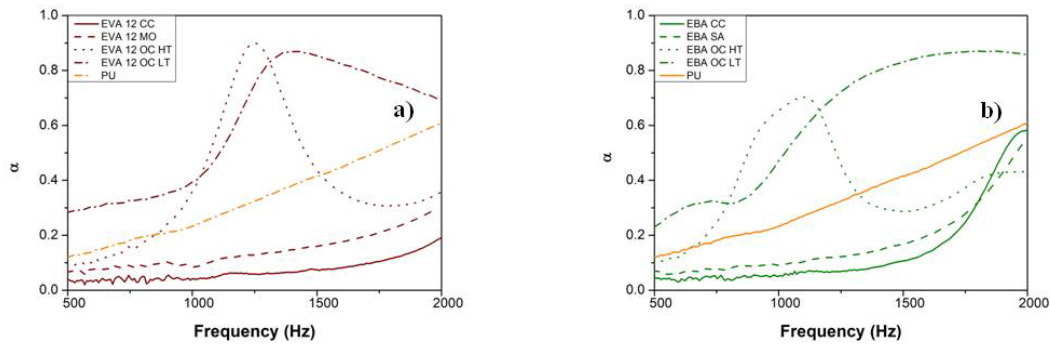 1.0
0.8
0.6
0.4
0.2
0.0
α
EVA 12 CC
EVA 12 MO
EVA 12 OC HT
EVA 12 OC LT
PU
a)
500
1000
1500
2000
Frequency (Hz)
1.0
0.8
0.6
0.4
0.2
0.0
α
EBA CC
EBA SA
EBA OC HT
EBA OC LT
PU
b)
500
1000
1500
2000
Frequency (Hz)